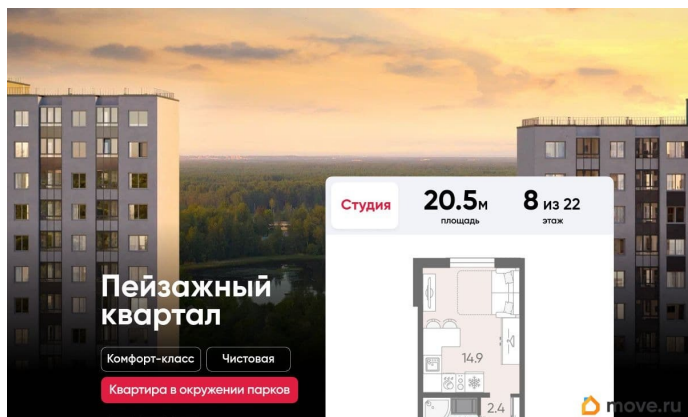 Студия
20.5м
площадь
8 из 22
этаж
Пейзажный
квартал
Комфорт-класс
Чистовая
Квартира в окружении парков
14.9
2.4
move.ru